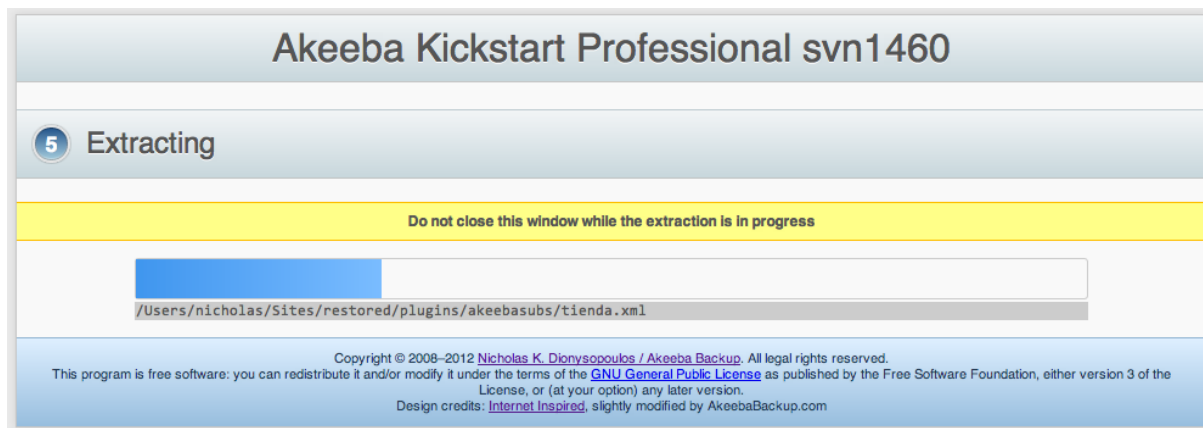 Akeeba Kickstart Professional svn1460
5 Extracting
Do not close this window while the extraction is in progress
/Users/nicholas/Sites/restored/plugins/akeebasubs/tienda.xml
Copyright © 2008–2012 Nicholas K. Dionysopoulos / Akeeba Backup. All legal rights reserved.
This program is free software: you can redistribute it and/or modify it under the terms of the GNU General Public License as published by the Free Software Foundation, either version 3 of the
License, or (at your option) any later version.
Design credits: Internet Inspired, slightly modified by AkeebaBackup.com